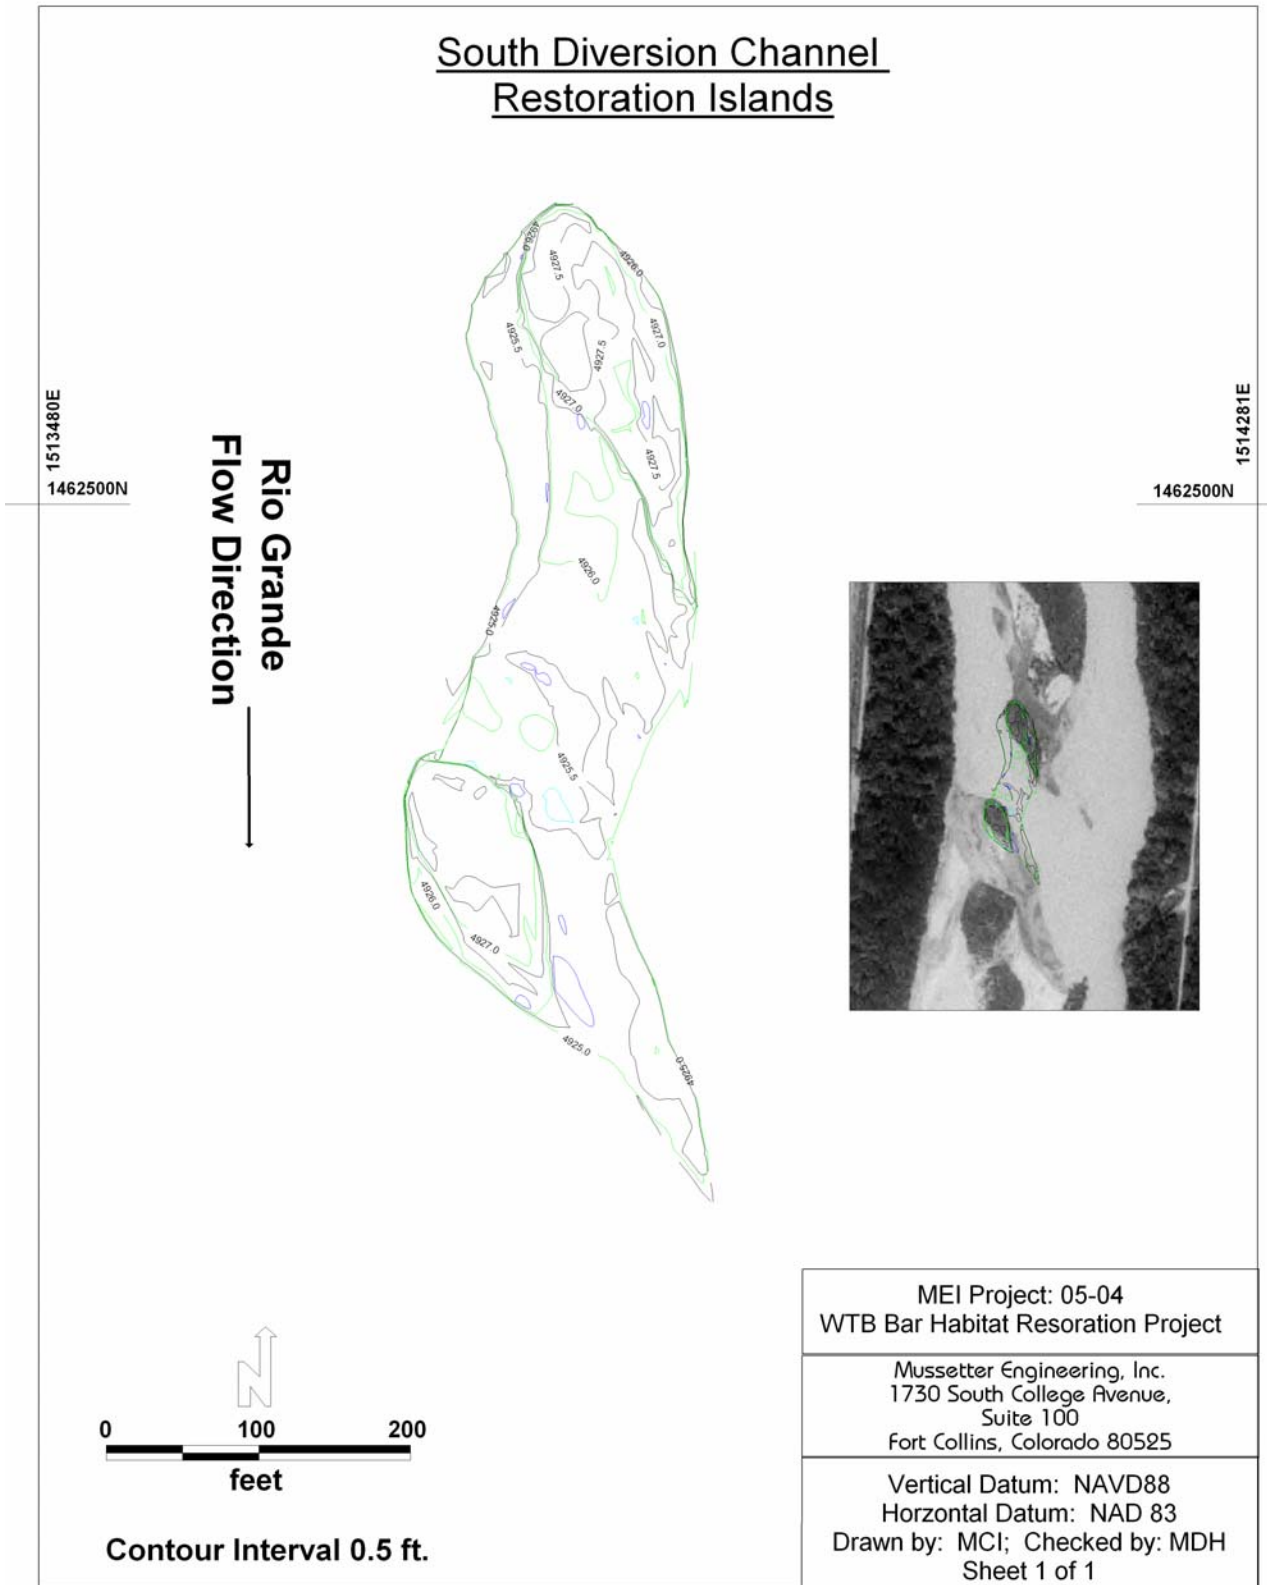 South Diversion Channel
Restoration Islands
4926.0
4927.5
4926.0
4925.5
4927.0
4927.5
4927.0
4927.5
1513480E
1462500N
1514281E
1462500N
Rio Grande
Flow Direction
4926.0
4925.0
4925.5
4926.0
4927.0
4925.0
4925.0
N
0 100 200
feet
Contour Interval 0.5 ft.
MEI Project: 05-04
WTB Bar Habitat Resoration Project
Mussetter Engineering, Inc.
1730 South College Avenue,
Suite 100
Fort Collins, Colorado 80525
Vertical Datum: NAVD88
Horzontal Datum: NAD 83
Drawn by: MCI; Checked by: MDH
Sheet 1 of 1